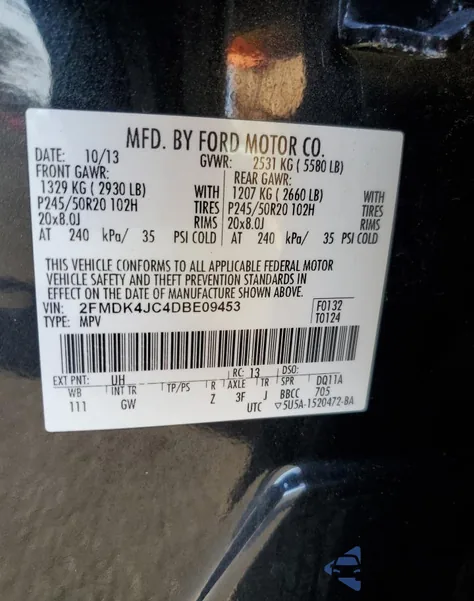 MFD. BY FORD MOTOR CO.
DATE: 10/13 GVWR: 2531 KG ( 5580 LB)
FRONT GAWR: REAR GAWR:
1329 KG ( 2930 LB) WITH 1207 KG ( 2660 LB) WITH
P245/50R20 102H TIRES P245/50R20 102H TIRES
20x8.0J RIMS 20x8.0J RIMS
AT 240 kPa/ 35 PSI COLD AT 240 kPa/ 35 PSI COLD
THIS VEHICLE CONFORMS TO ALL APPLICABLE FEDERAL MOTOR
VEHICLE SAFETY AND THEFT PREVENTION STANDARDS IN
EFFECT ON THE DATE OF MANUFACTURE SHOWN ABOVE.
VIN: 2FMDK4JC4DBE09453 F0132
TYPE: MPV T0124
EXT PNT: UH RC: 13 DSO:
WB INT TR TP/PS R AXLE TR SPR DQ11A
111 GW Z 3F J BBCC 705
UTC ▽5U5A-1520472-BA